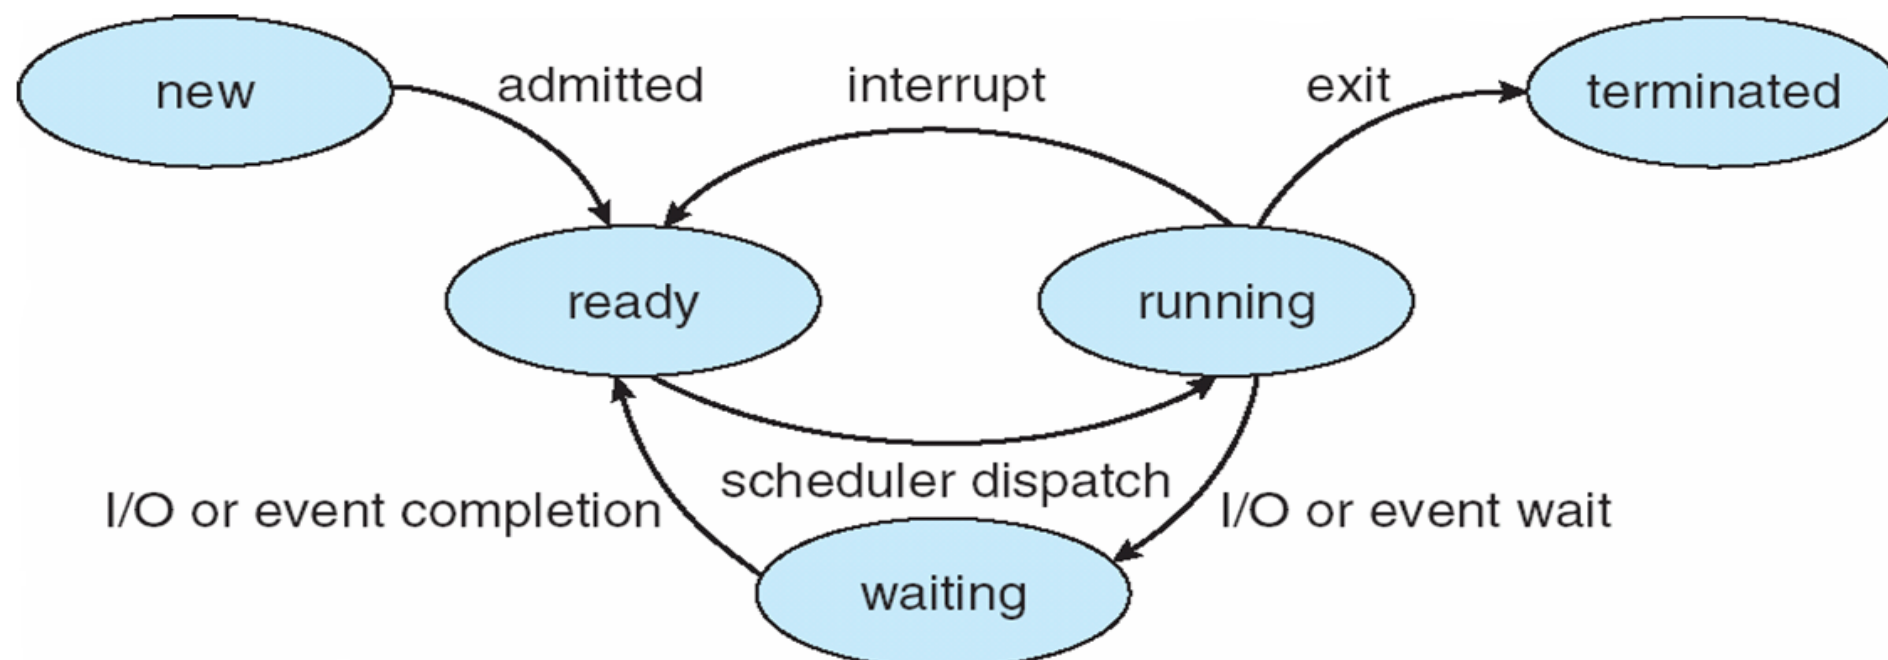 new
admitted
interrupt
exit
terminated
ready
running
scheduler dispatch
I/O or event completion
I/O or event wait
waiting